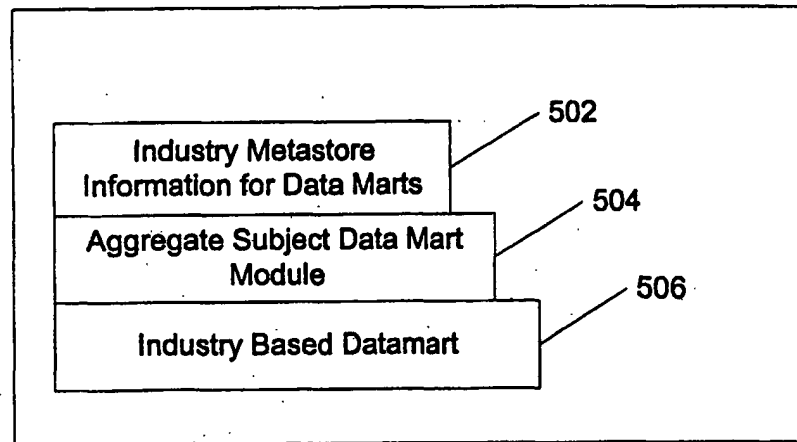 502
Industry Metastore
Information for Data Marts
504
Aggregate Subject Data Mart
Module
506
Industry Based Datamart